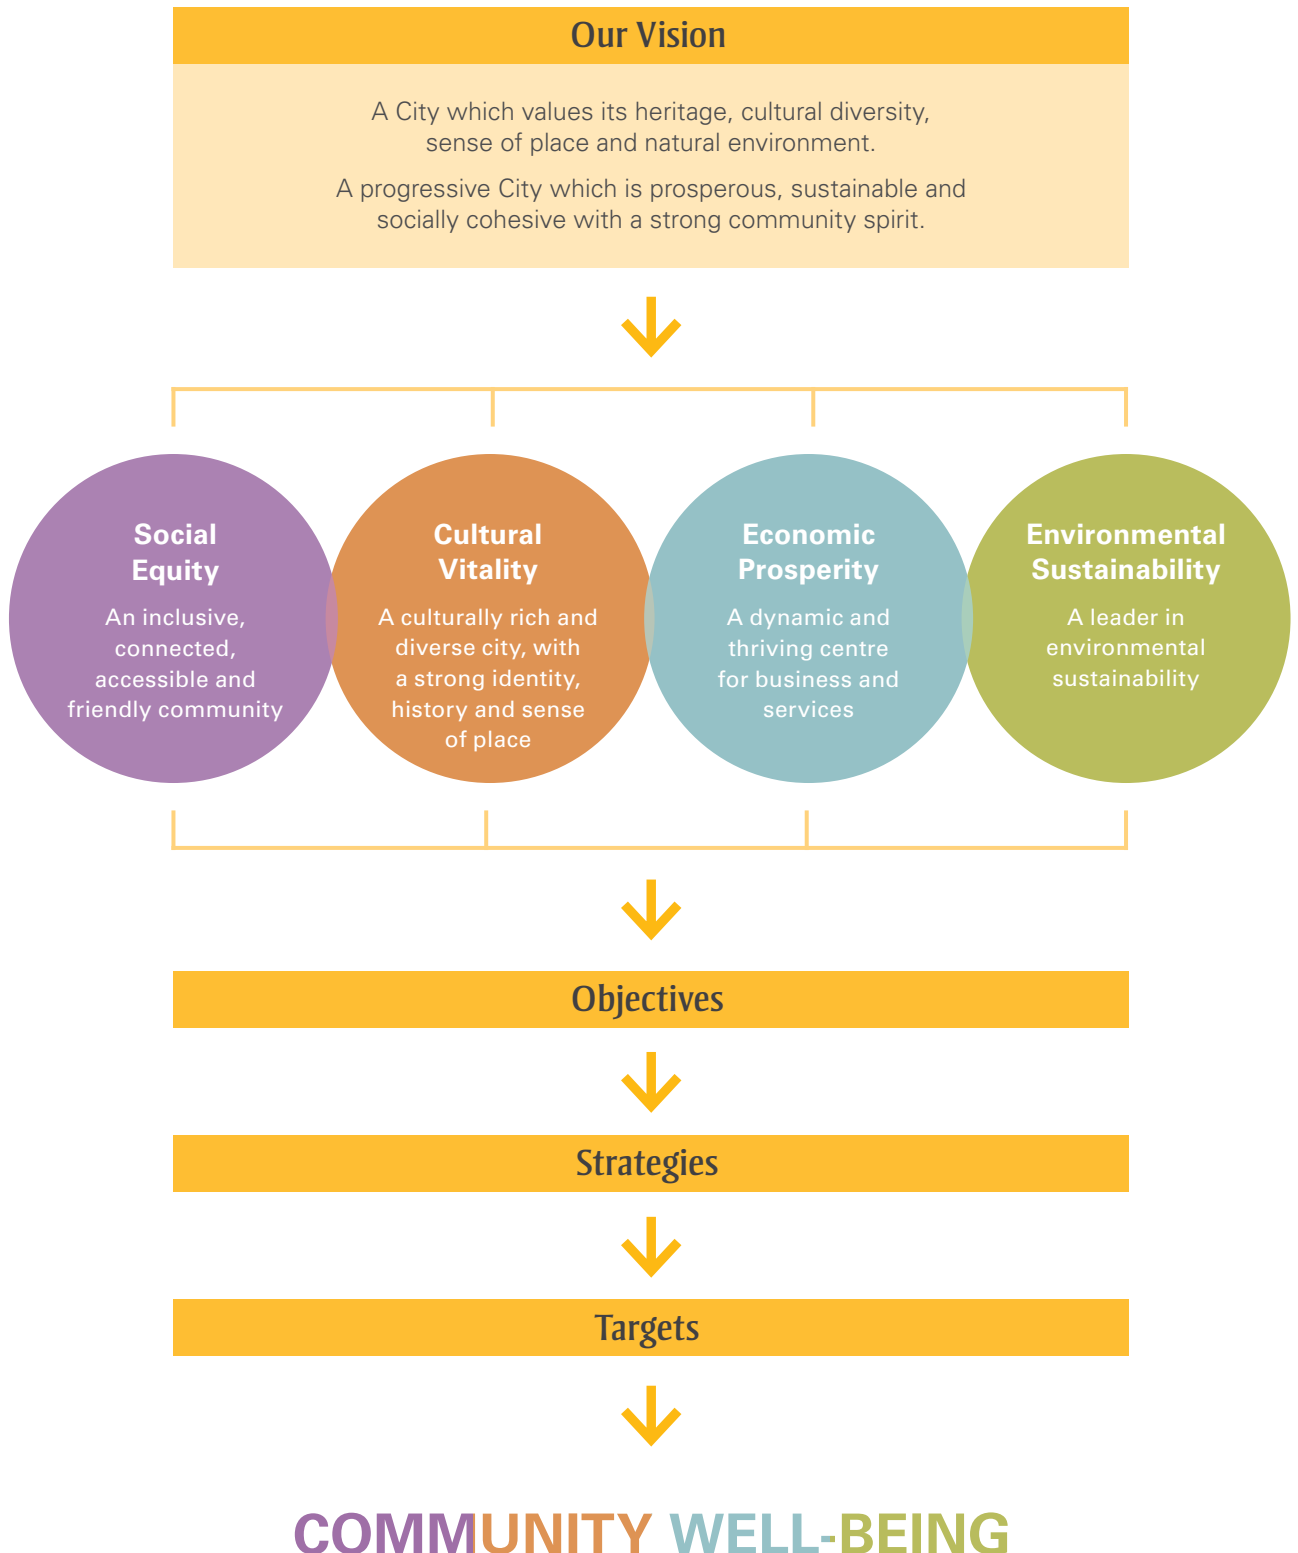 Our Vision
A City which values its heritage, cultural diversity,
sense of place and natural environment.
A progressive City which is prosperous, sustainable and
socially cohesive with a strong community spirit.
Social
Equity
An inclusive,
connected,
accessible and
friendly community
Cultural
Vitality
A culturally rich and
diverse city, with
a strong identity,
history and sense
of place
Economic
Prosperity
A dynamic and
thriving centre
for business and
services
Environmental
Sustainability
A leader in
environmental
sustainability
Objectives
Strategies
Targets
COMMUNITY WELL-BEING